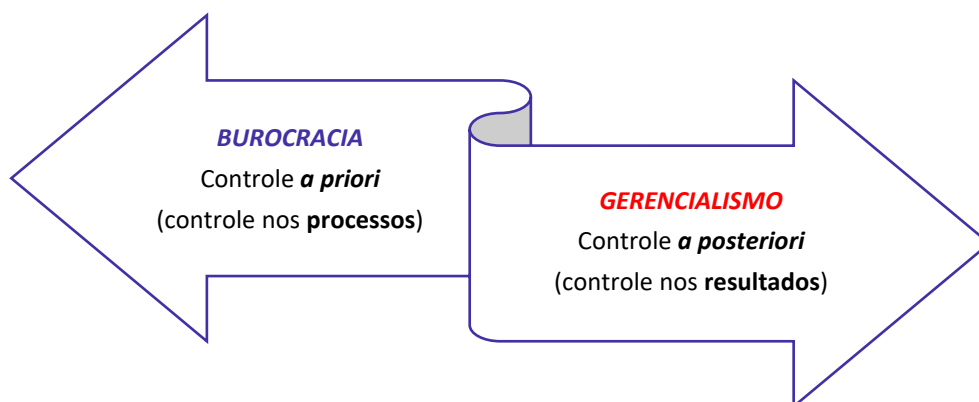 BUROCRACIA
Controle a priori
(controle nos processos)
GERENCIALISMO
Controle a posteriori
(controle nos resultados)